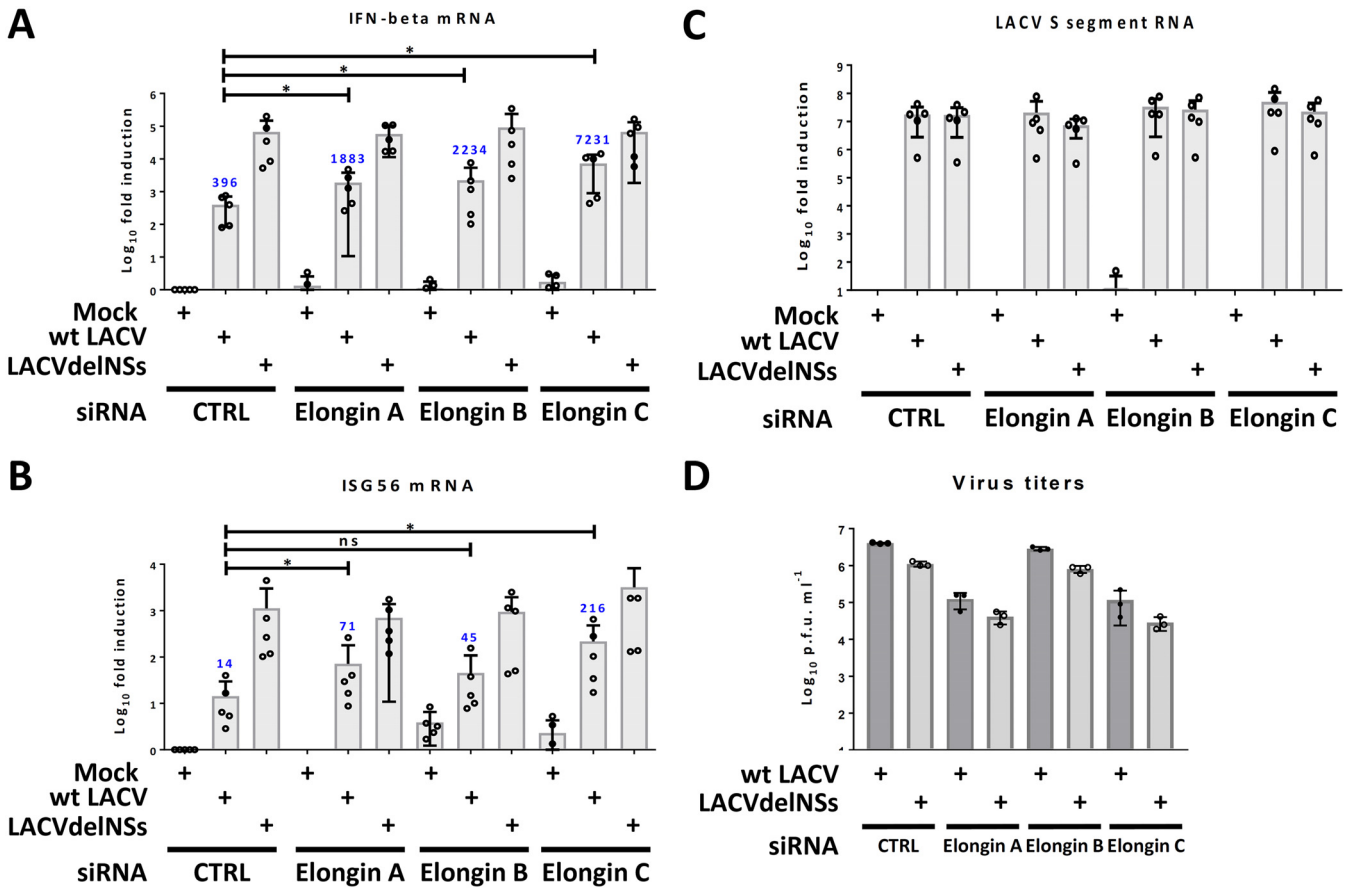 A
IFN-beta mRNA
*
*
*
Log10 fold induction
6
5
4
3
2
1
0
396
1883
2234
7231
Mock + + + +
wt LACV + + + +
LACVdelNSs + + + +
siRNA CTRL Elongin A Elongin B Elongin C
B
ISG56 mRNA
*
ns
*
Log10 fold induction
4
3
2
1
0
14
71
45
216
Mock + + + +
wt LACV + + + +
LACVdelNSs + + + +
siRNA CTRL Elongin A Elongin B Elongin C
C
LACV S segment RNA
Log10 fold induction
9
8
7
6
5
4
3
2
1
Mock + + + +
wt LACV + + + +
LACVdelNSs + + + +
siRNA CTRL Elongin A Elongin B Elongin C
D
Virus titers
Log10 p.f.u. ml-1
7
6
5
4
3
2
1
wt LACV + + + +
LACVdelNSs + + + +
siRNA CTRL Elongin A Elongin B Elongin C